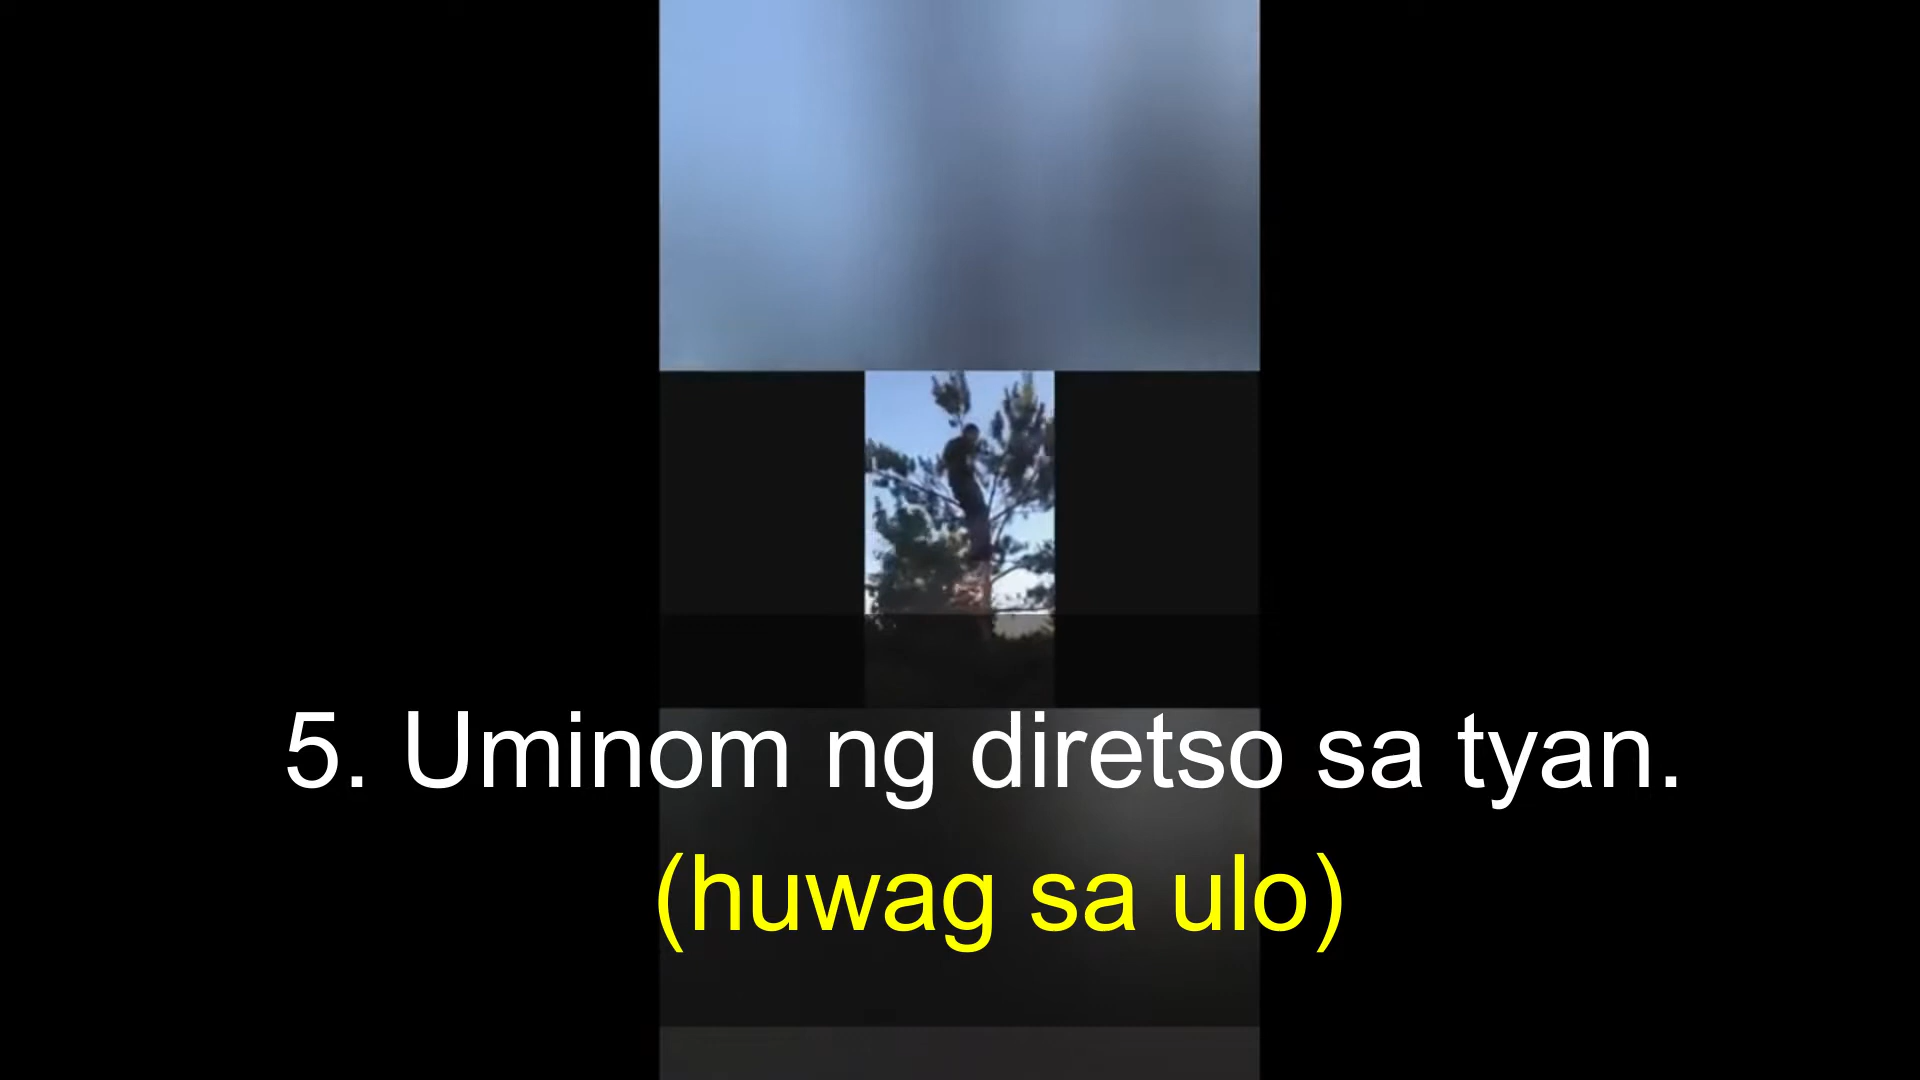 5. Uminom ng diretso sa tyan.
(huwag sa ulo)